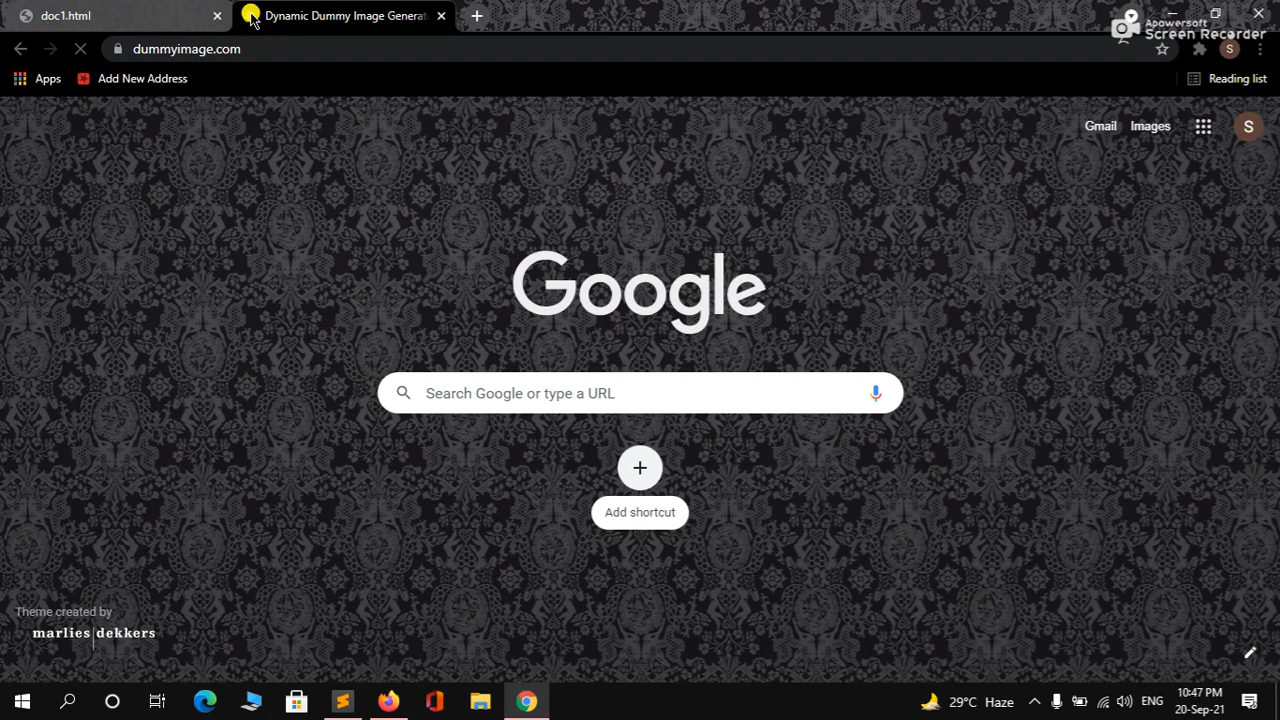 doc1.html
Dynamic Dummy Image Generat
Apowersoft
Screen Recorder
dummyimage.com
S
Apps
Add New Address
Reading list
Gmail
Images
S
Google
Search Google or type a URL
Add shortcut
Theme created by
marlies|dekkers
29°C Haze
ENG
10:47 PM
20-Sep-21